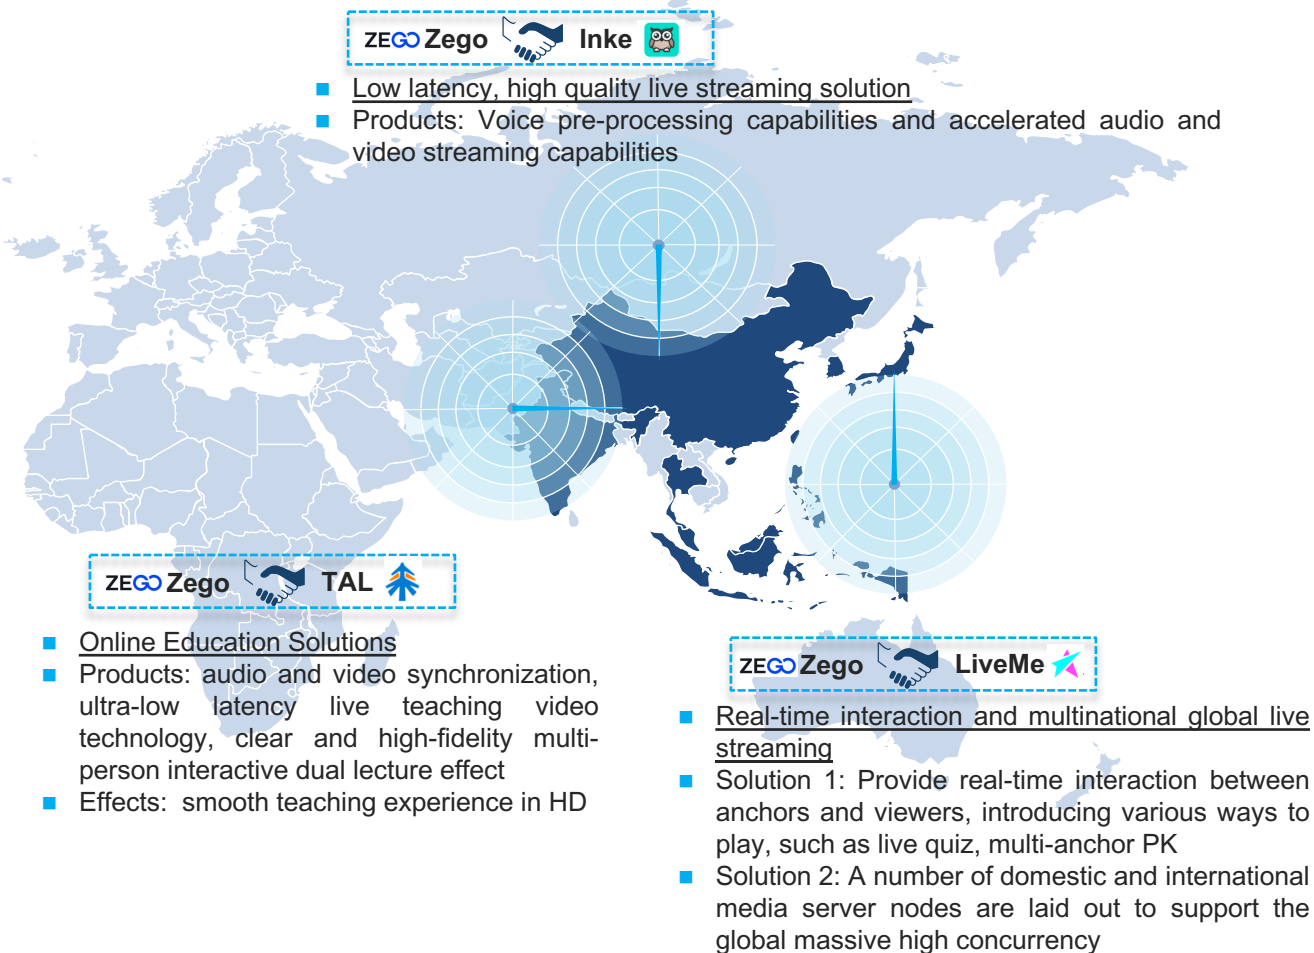 ZEGO Zego Inke
Low latency, high quality live streaming solution
Products: Voice pre-processing capabilities and accelerated audio and
video streaming capabilities
ZEGO Zego TAL
Online Education Solutions
Products: audio and video synchronization,
ultra-low latency live teaching video
technology, clear and high-fidelity multi-
person interactive dual lecture effect
Effects: smooth teaching experience in HD
ZEGO Zego LiveMe
Real-time interaction and multinational global live
streaming
Solution 1: Provide real-time interaction between
anchors and viewers, introducing various ways to
play, such as live quiz, multi-anchor PK
Solution 2: A number of domestic and international
media server nodes are laid out to support the
global massive high concurrency